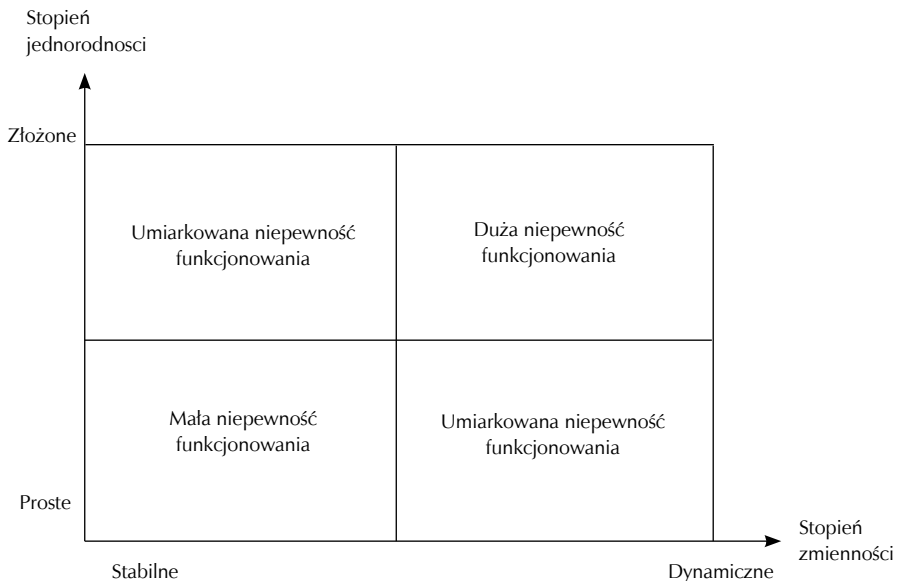 Stopień
jednorodnosci
Złożone
Umiarkowana niepewność
funkcjonowania
Duża niepewność
funkcjonowania
Mała niepewność
funkcjonowania
Umiarkowana niepewność
funkcjonowania
Proste
Stopień
zmienności
Stabilne
Dynamiczne